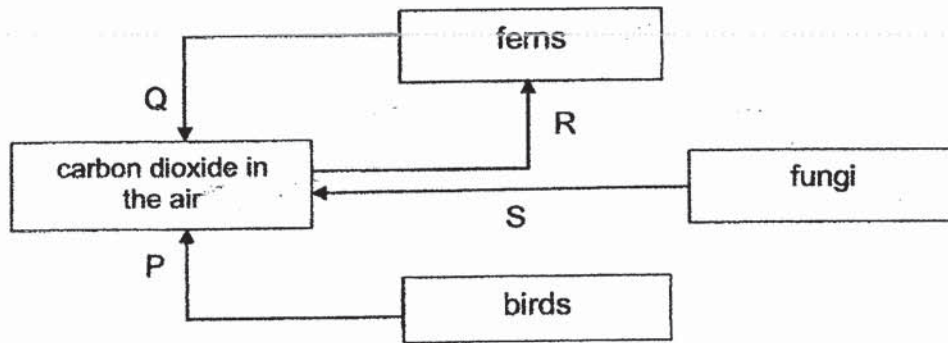 ferns
Q
R
carbon dioxide in
the air
fungi
S
P
birds